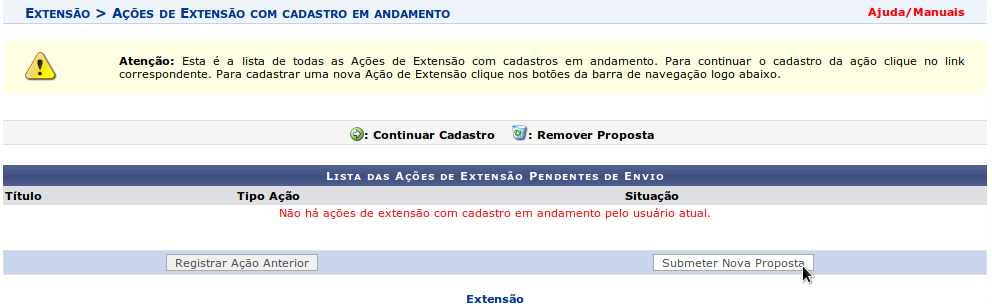 Extensão > Ações de Extensão com cadastro em andamento
Ajuda/Manuais
Atenção: Esta é a lista de todas as Ações de Extensão com cadastros em andamento. Para continuar o cadastro da ação clique no link
correspondente. Para cadastrar uma nova Ação de Extensão clique nos botões da barra de navegação logo abaixo.
: Continuar Cadastro : Remover Proposta
Lista das Ações de Extensão Pendentes de Envio
Título Tipo Ação Situação
Não há ações de extensão com cadastro em andamento pelo usuário atual.
Registrar Ação Anterior Submeter Nova Proposta
Extensão